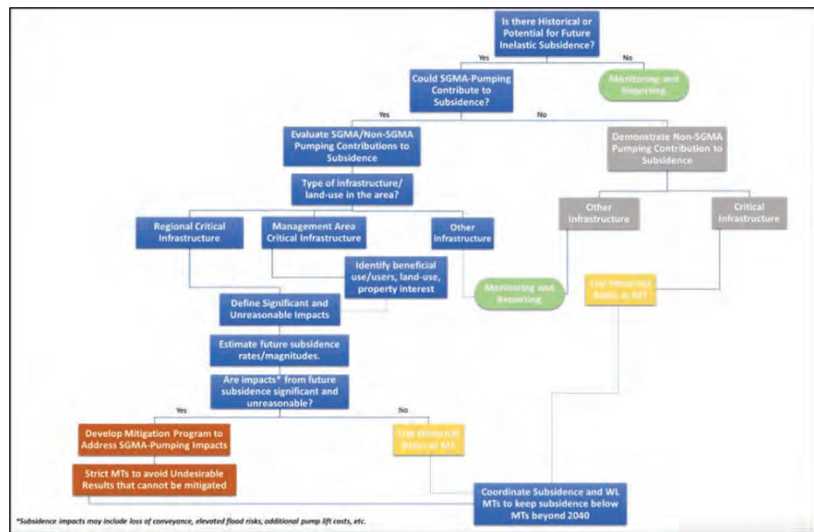 Is there Historical or
Potential for Future
Inelastic Subsidence?
Yes
No
Could SGMA-Pumping
Contribute to
Subsidence?
Monitoring and
Reporting
Yes
No
Evaluate SGMA/Non-SGMA
Pumping Contributions to
Subsidence
Demonstrate Non-SGMA
Pumping Contribution to
Subsidence
Type of infrastructure/
land-use in the area?
Regional Critical
Infrastructure
Management Area
Critical Infrastructure
Other
Infrastructure
Other
Infrastructure
Critical
Infrastructure
Identify beneficial
use/users, land-use,
property interest
Monitoring and
Reporting
Use Historical
Define Significant and
Unreasonable Impacts
Estimate future subsidence
rates/magnitudes.
Are impacts* from future
subsidence significant and
unreasonable?
Yes
No
Develop Mitigation Program to
Address SGMA-Pumping Impacts
Use Historical
Strict MTs to avoid Undesirable
Results that cannot be mitigated
Coordinate Subsidence and WL
MTs to keep subsidence below
MTs beyond 2040
*Subsidence impacts may include loss of conveyance, elevated flood risks, additional pump lift costs, etc.